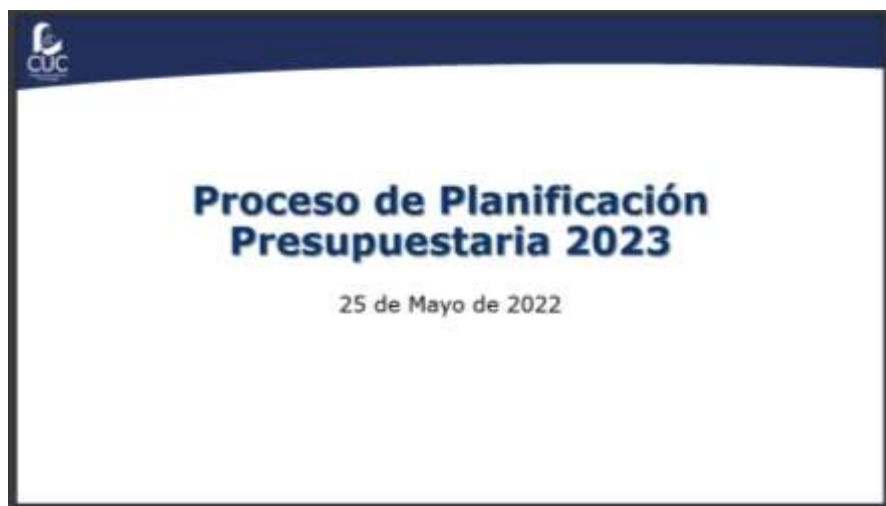 CUC
Proceso de Planificación
Presupuestaria 2023
25 de Mayo de 2022